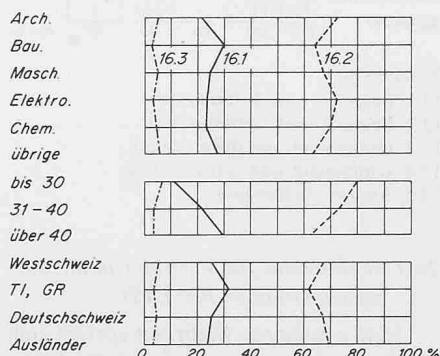 Arch.
Bau.
16.3 16.1 16.2
Masch.
Elektro.
Chem.
übrige
bis 30
31-40
über 40
Westschweiz
TI, GR
Deutschweiz
Ausländer
0 20 40 60 80 100 %